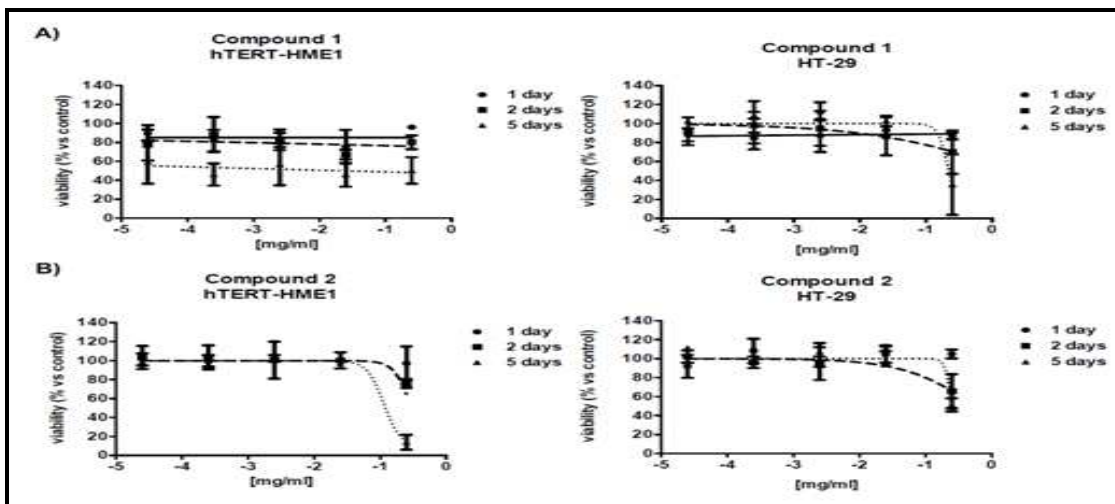 A)
Compound 1
hTERT-HME1
viability (% vs control)
140
120
100
80
60
40
20
0
-5 -4 -3 -2 -1 0
[mg/ml]
1 day
2 days
5 days
Compound 1
HT-29
viability (% vs control)
140
120
100
80
60
40
20
0
-5 -4 -3 -2 -1 0
[mg/ml]
1 day
2 days
5 days
B)
Compound 2
hTERT-HME1
viability (% vs control)
140
120
100
80
60
40
20
0
-5 -4 -3 -2 -1 0
[mg/ml]
1 day
2 days
5 days
Compound 2
HT-29
viability (% vs control)
140
120
100
80
60
40
20
0
-5 -4 -3 -2 -1 0
[mg/ml]
1 day
2 days
5 days